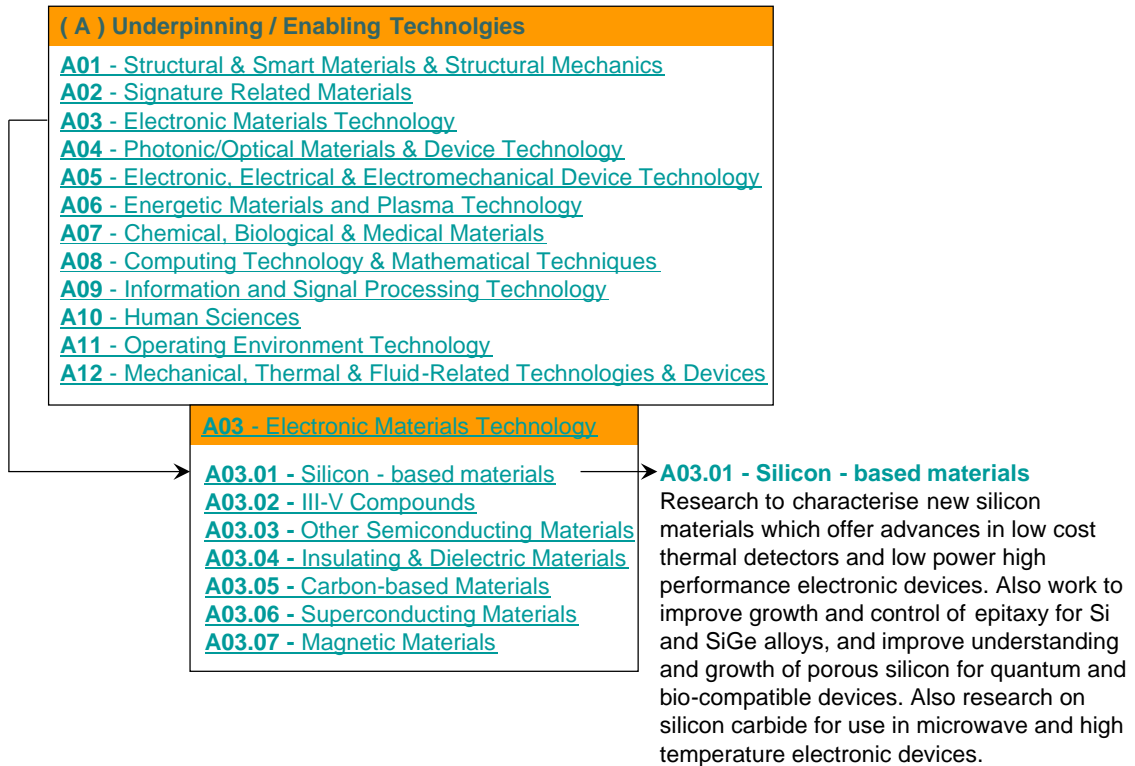 ( A ) Underpinning / Enabling Technolgies
A01 - Structural & Smart Materials & Structural Mechanics
A02 - Signature Related Materials
A03 - Electronic Materials Technology
A04 - Photonic/Optical Materials & Device Technology
A05 - Electronic, Electrical & Electromechanical Device Technology
A06 - Energetic Materials and Plasma Technology
A07 - Chemical, Biological & Medical Materials
A08 - Computing Technology & Mathematical Techniques
A09 - Information and Signal Processing Technology
A10 - Human Sciences
A11 - Operating Environment Technology
A12 - Mechanical, Thermal & Fluid-Related Technologies & Devices
A03 - Electronic Materials Technology
A03.01 - Silicon - based materials
A03.02 - III-V Compounds
A03.03 - Other Semiconducting Materials
A03.04 - Insulating & Dielectric Materials
A03.05 - Carbon-based Materials
A03.06 - Superconducting Materials
A03.07 - Magnetic Materials
A03.01 - Silicon - based materials
Research to characterise new silicon
materials which offer advances in low cost
thermal detectors and low power high
performance electronic devices. Also work to
improve growth and control of epitaxy for Si
and SiGe alloys, and improve understanding
and growth of porous silicon for quantum and
bio-compatible devices. Also research on
silicon carbide for use in microwave and high
temperature electronic devices.